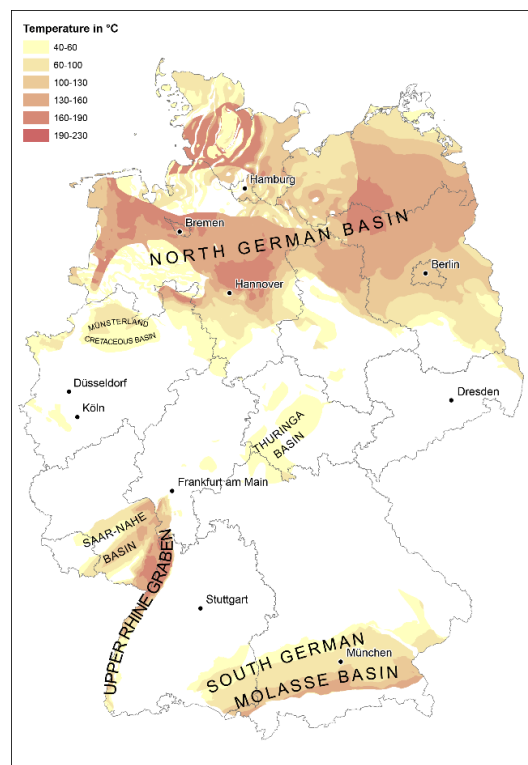 Temperature in °C
40-60
60-100
100-130
130-160
160-190
190-230
Hamburg
Bremen
NORTH GERMAN BASIN
Berlin
Hannover
MÜNSTERLAND
CRETACEOUS BASIN
Düsseldorf
Köln
Dresden
THURINGA
BASIN
Frankfurt am Main
SAAR-NAHE
BASIN
UPPER RHINE GRABEN
Stuttgart
SOUTH GERMAN
München
MOLASSE BASIN